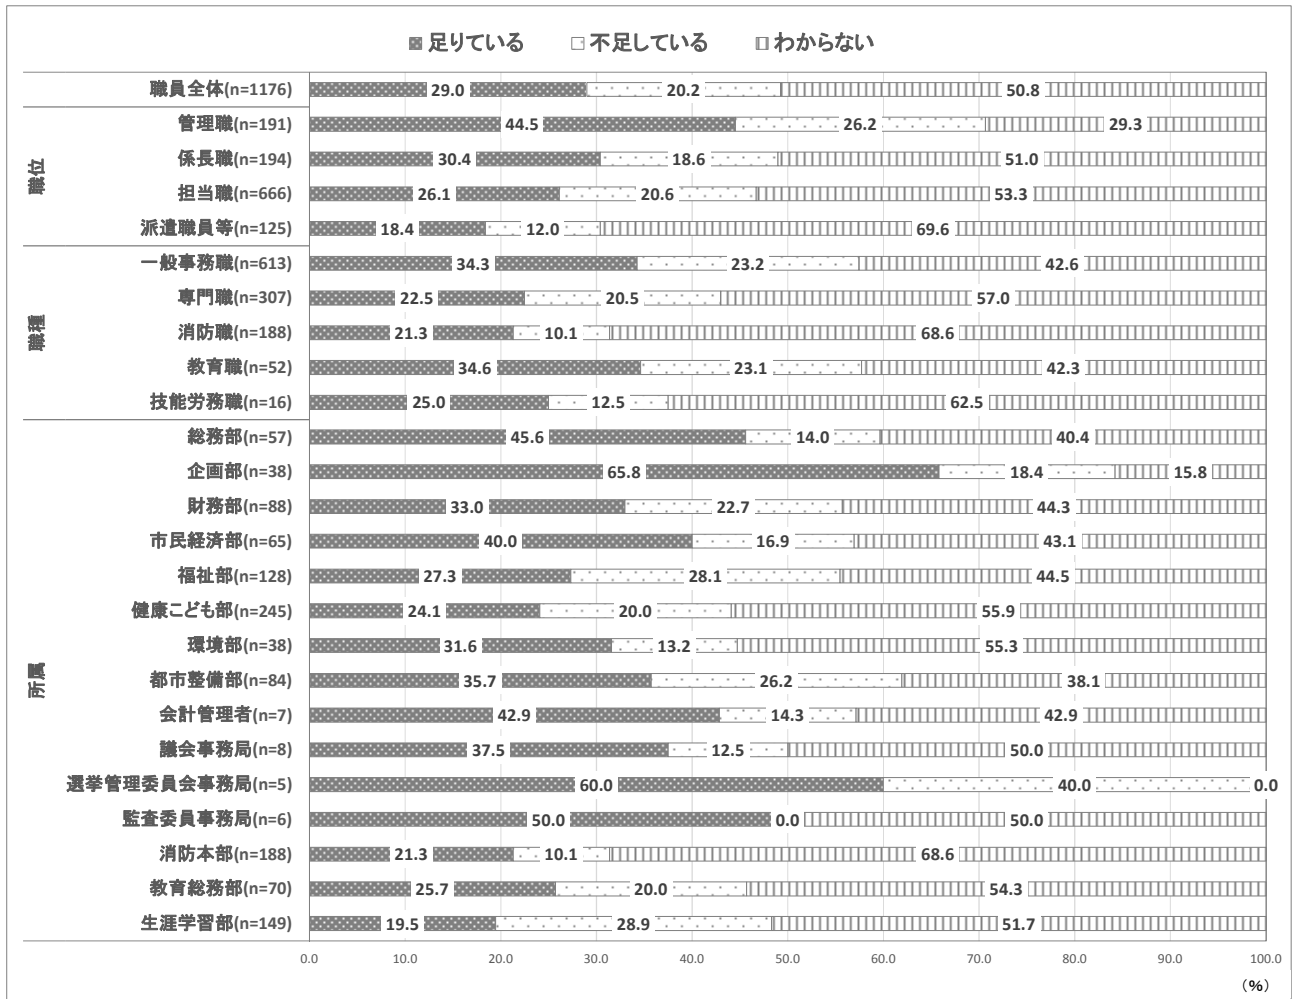 足りている 不足している わからない
職員全体(n=1176) 29.0 20.2 50.8
職位
管理職(n=191) 44.5 26.2 29.3
係長職(n=194) 30.4 18.6 51.0
担当職(n=666) 26.1 20.6 53.3
派遣職員等(n=125) 18.4 12.0 69.6
職種
一般事務職(n=613) 34.3 23.2 42.6
専門職(n=307) 22.5 20.5 57.0
消防職(n=188) 21.3 10.1 68.6
教育職(n=52) 34.6 23.1 42.3
技能労務職(n=16) 25.0 12.5 62.5
所属
総務部(n=57) 45.6 14.0 40.4
企画部(n=38) 65.8 18.4 15.8
財務部(n=88) 33.0 22.7 44.3
市民経済部(n=65) 40.0 16.9 43.1
福祉部(n=128) 27.3 28.1 44.5
健康こども部(n=245) 24.1 20.0 55.9
環境部(n=38) 31.6 13.2 55.3
都市整備部(n=84) 35.7 26.2 38.1
会計管理者(n=7) 42.9 14.3 42.9
議会事務局(n=8) 37.5 12.5 50.0
選挙管理委員会事務局(n=5) 60.0 40.0 0.0
監査委員事務局(n=6) 50.0 0.0 50.0
消防本部(n=188) 21.3 10.1 68.6
教育総務部(n=70) 25.7 20.0 54.3
生涯学習部(n=149) 19.5 28.9 51.7
0.0 10.0 20.0 30.0 40.0 50.0 60.0 70.0 80.0 90.0 100.0
(%)